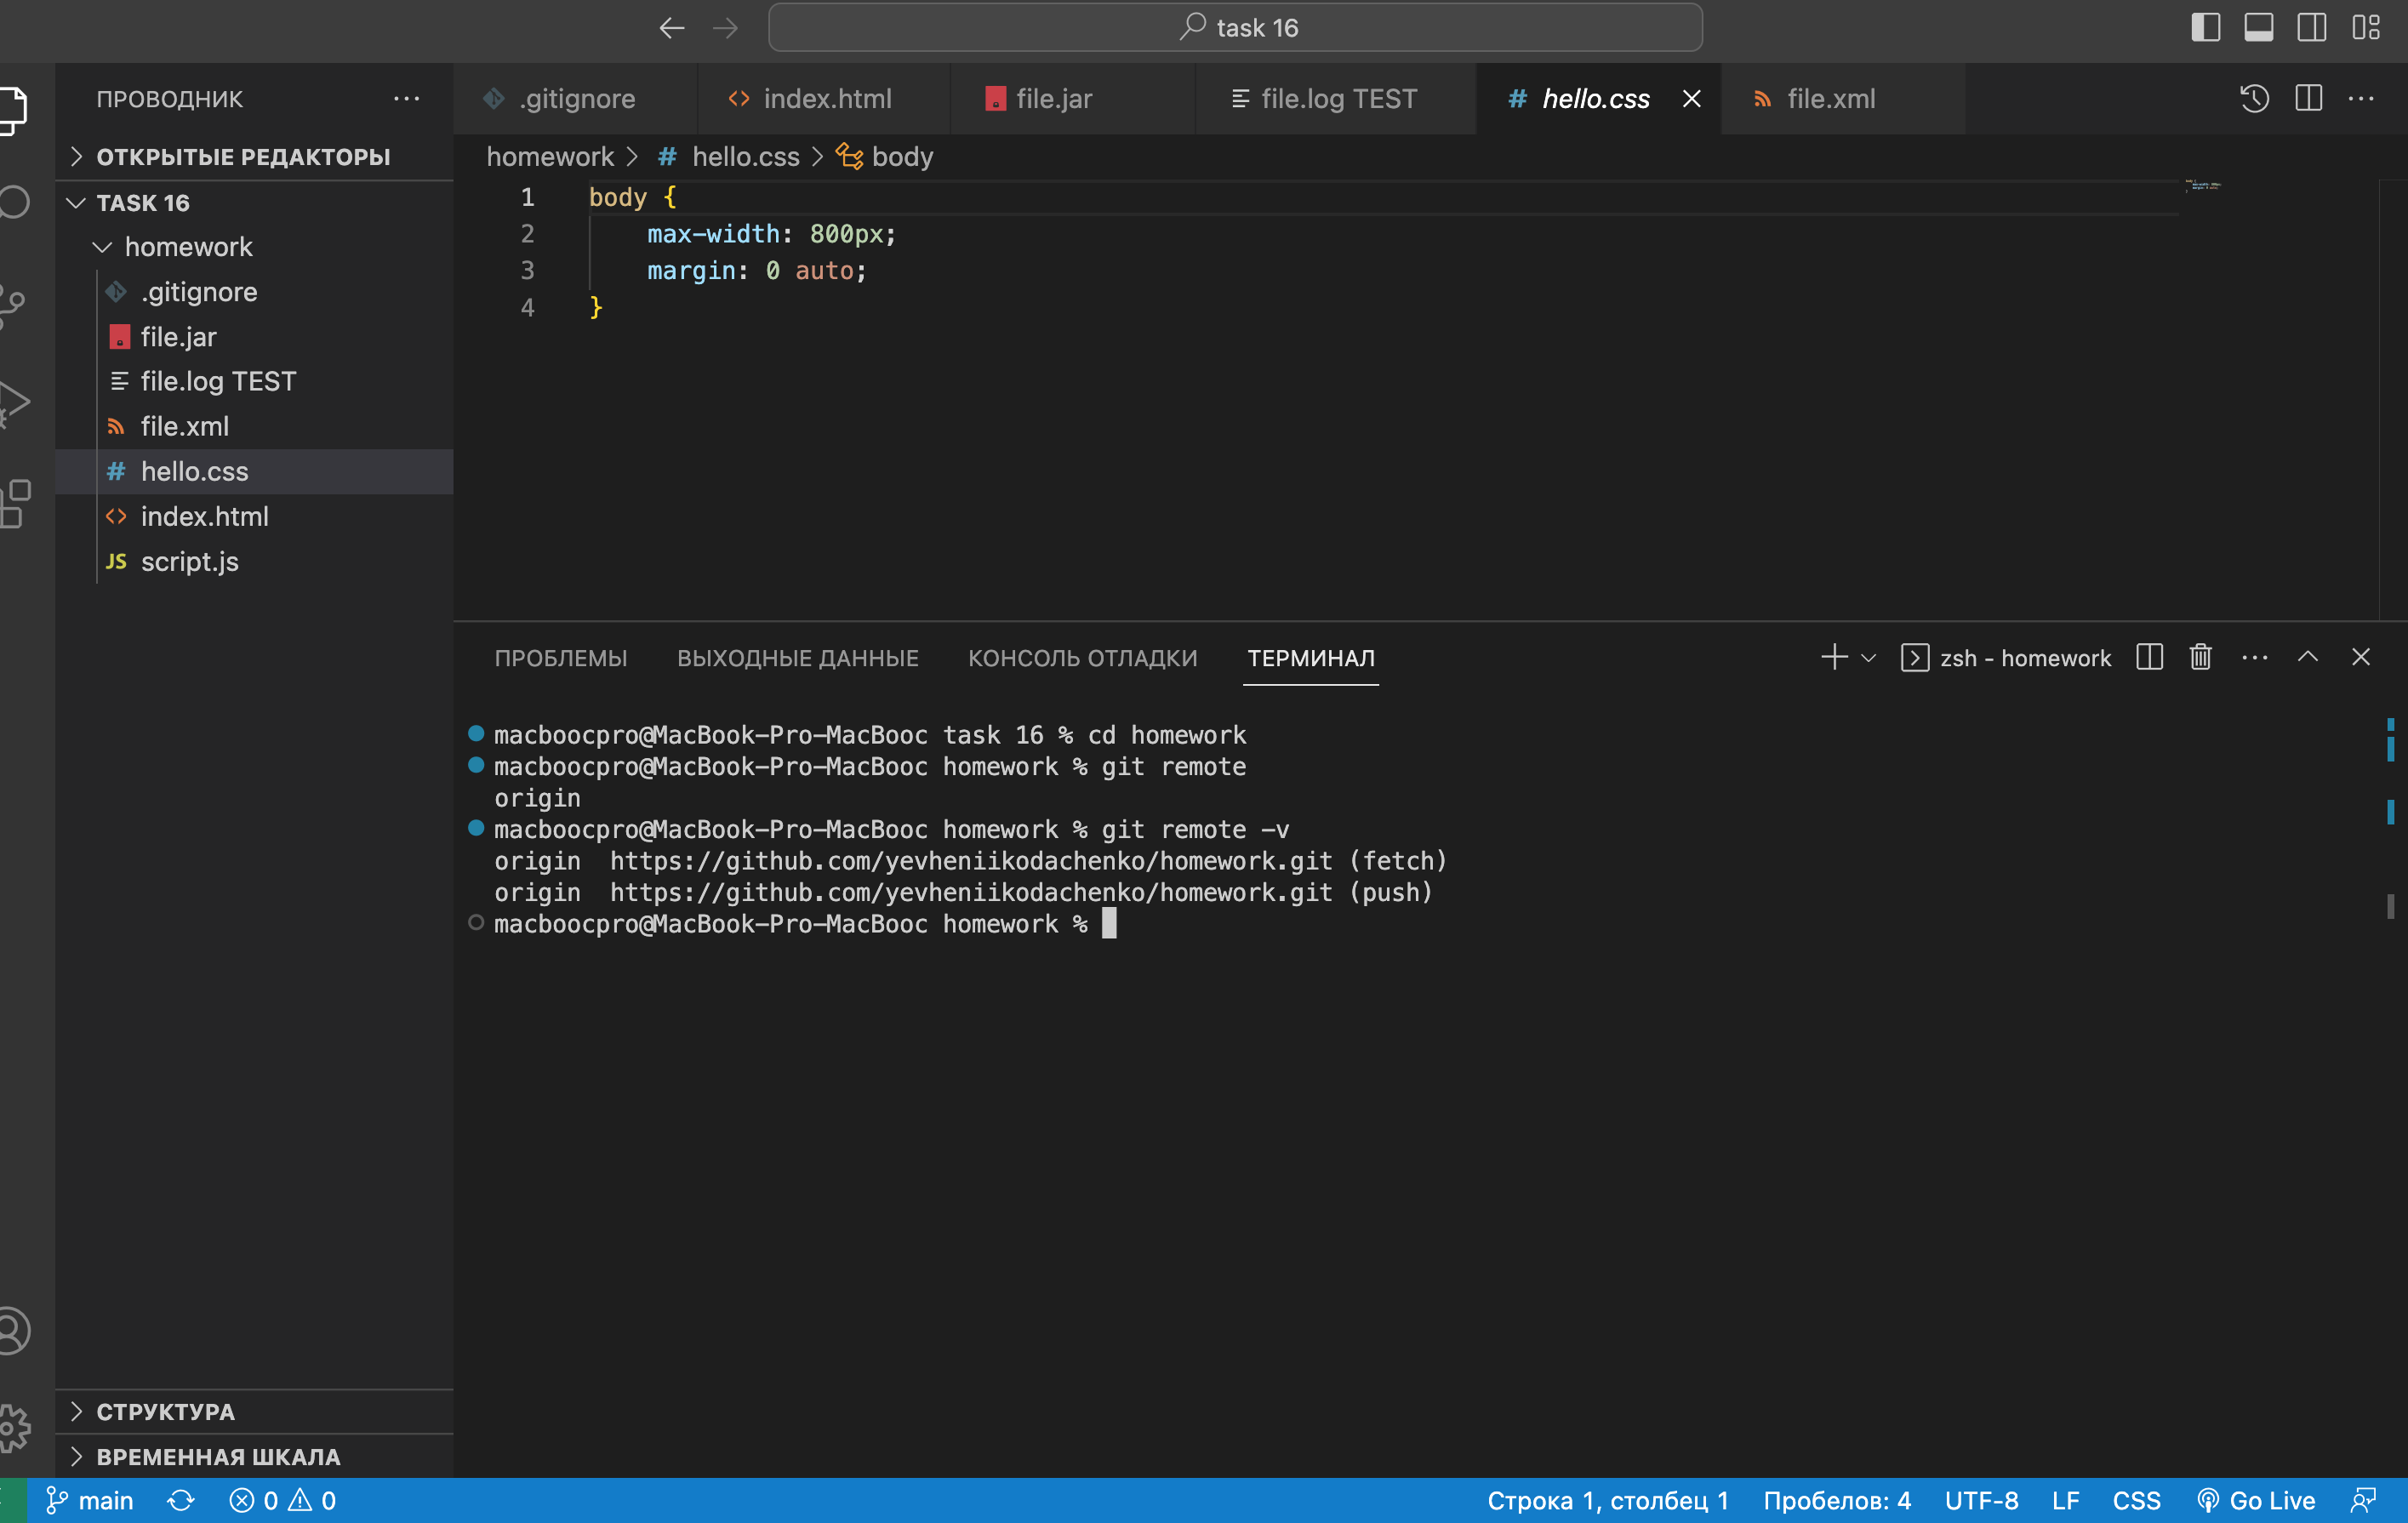 task 16
ПРОВОДНИК
ОТКРЫТЫЕ РЕДАКТОРЫ
TASK 16
homework
.gitignore
file.jar
file.log TEST
file.xml
hello.css
index.html
JS script.js
СТРУКТУРА
ВРЕМЕННАЯ ШКАЛА
.gitignore index.html file.jar file.log TEST # hello.css file.xml
homework > # hello.css > body
1 body {
2     max-width: 800px;
3     margin: 0 auto;
4 }
ПРОБЛЕМЫ ВЫХОДНЫЕ ДАННЫЕ КОНСОЛЬ ОТЛАДКИ ТЕРМИНАЛ zsh - homework
macboocpro@MacBook-Pro-MacBooc task 16 % cd homework
macboocpro@MacBook-Pro-MacBooc homework % git remote
origin
macboocpro@MacBook-Pro-MacBooc homework % git remote -v
origin  https://github.com/yevheniikodachenko/homework.git (fetch)
origin  https://github.com/yevheniikodachenko/homework.git (push)
macboocpro@MacBook-Pro-MacBooc homework %
main 0 0 Строка 1, столбец 1 Пробелов: 4 UTF-8 LF CSS Go Live